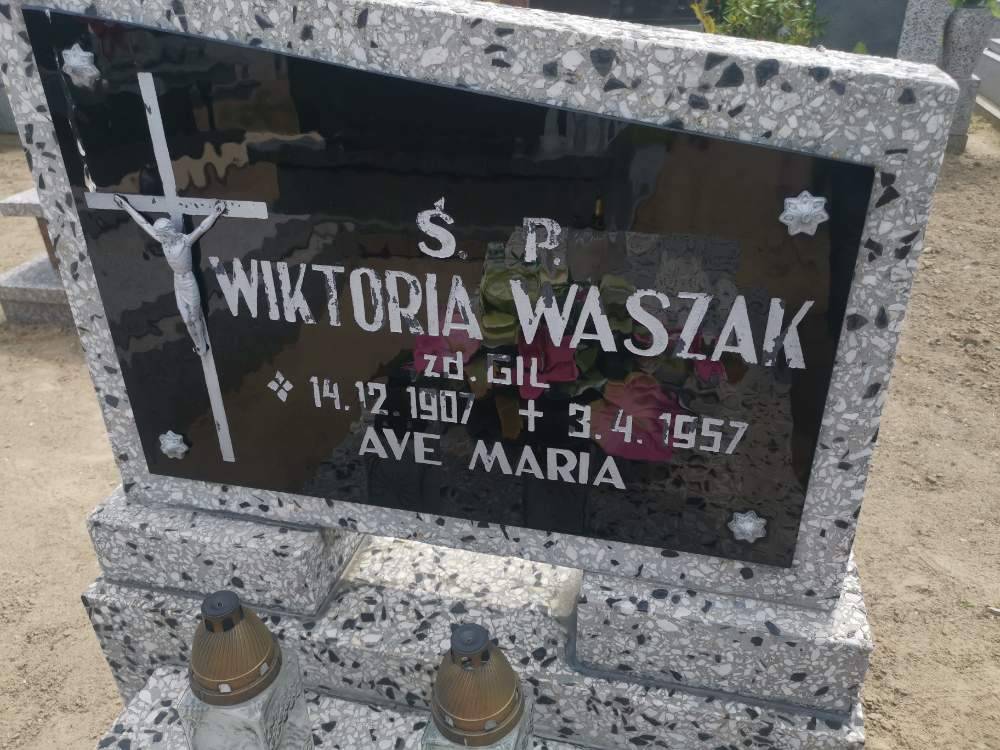 Ś. P.
WIKTORIA WASZAK
zd. GIL
14.12.1907 + 3.4.1957
AVE MARIA